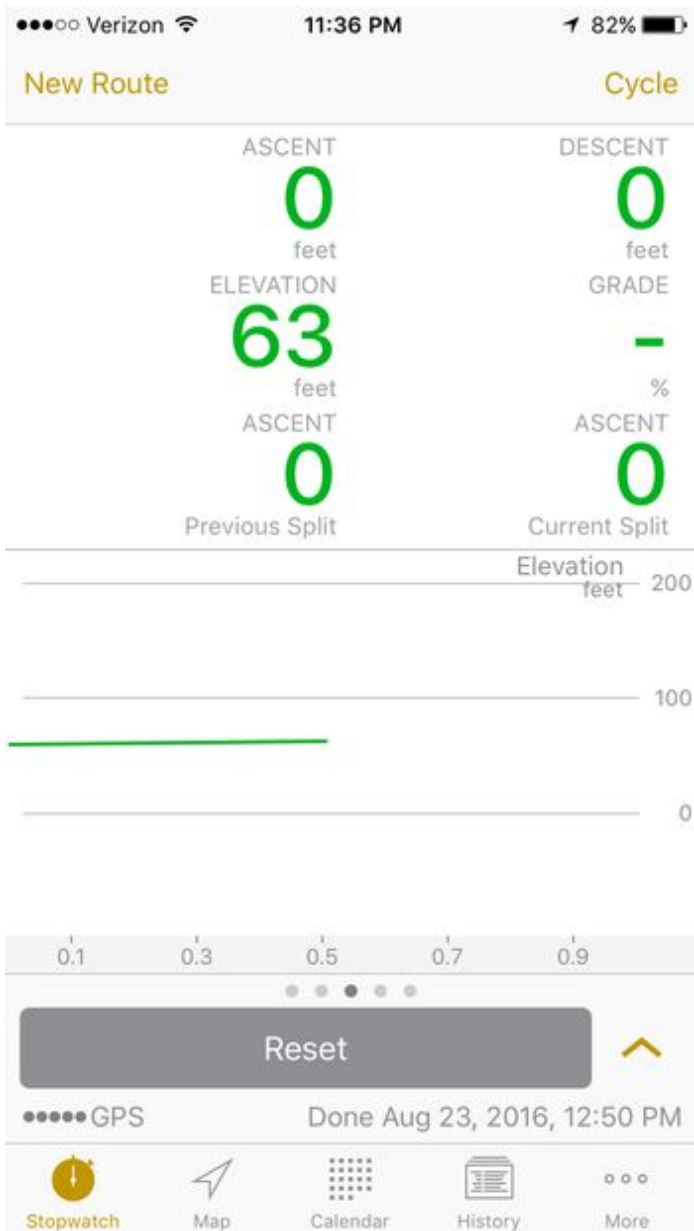 Verizon 11:36 PM 82%
New Route Cycle
ASCENT DESCENT
0 0
feet feet
ELEVATION GRADE
63 -
feet %
ASCENT ASCENT
0 0
Previous Split Current Split
Elevation
feet 200
100
0
0.1 0.3 0.5 0.7 0.9
Reset
GPS Done Aug 23, 2016, 12:50 PM
Stopwatch Map Calendar History More